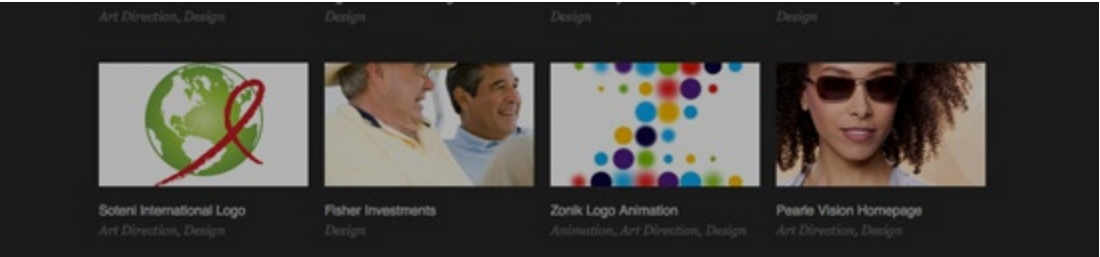 Art Direction, Design
Design
Design
Design
Soteni International Logo
Fisher Investments
Zonik Logo Animation
Pearle Vision Homepage
Art Direction, Design
Design
Animation, Art Direction, Design
Art Direction, Design